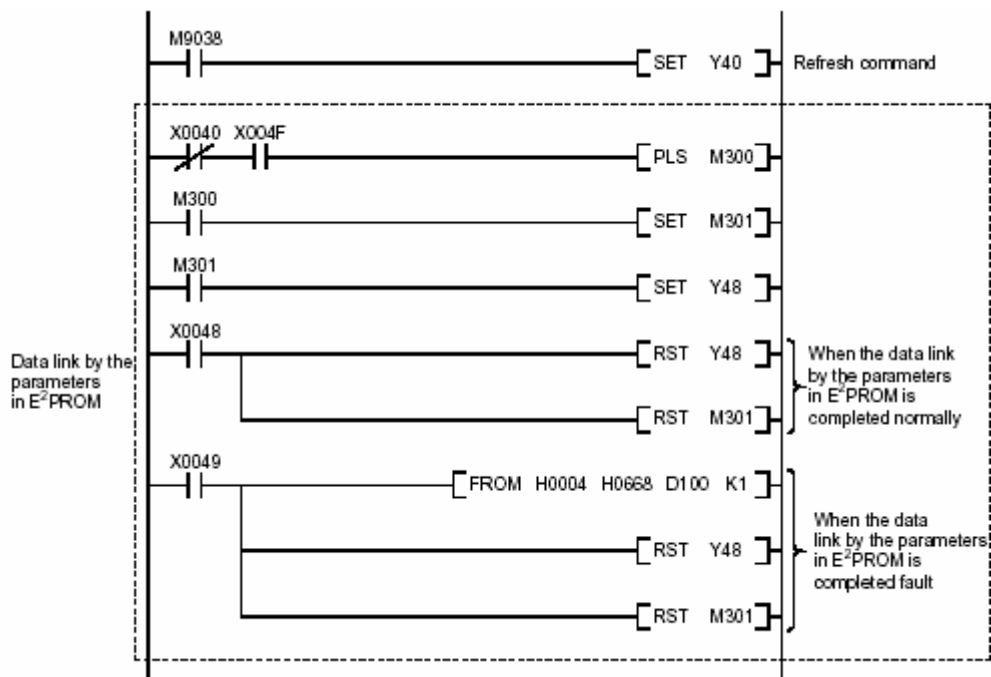 M9038
SET Y40 Refresh command
X0040 X004F
PLS M300
M300
SET M301
M301
SET Y48
X0048
RST Y48
RST M301
Data link by the
parameters
in E²PROM
When the data link
by the parameters
in E²PROM is
completed normally
X0049
FROM H0004 H0668 D100 K1
RST Y48
RST M301
When the data
link by the parameters
in E²PROM is
completed fault